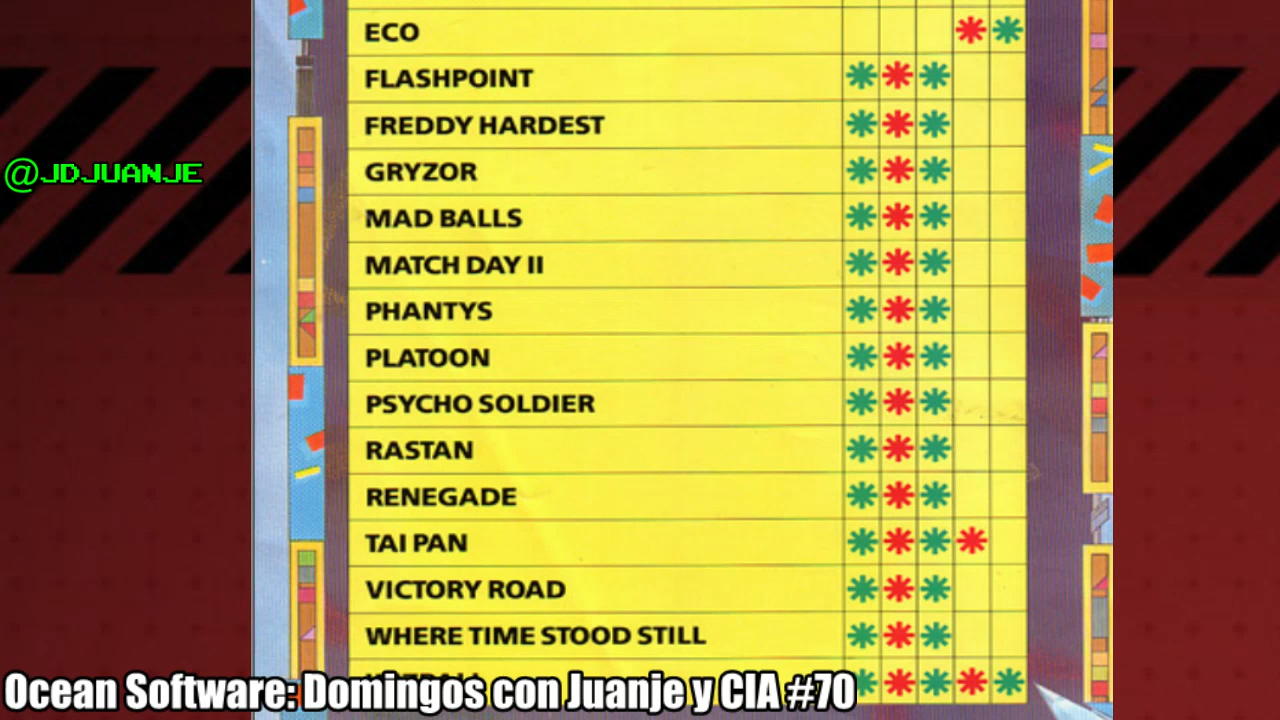 ECO * *
FLASHPOINT * * *
FREDDY HARDEST * * *
@JDJUANJE
GRYZOR * * *
MAD BALLS * * *
MATCH DAY II * * *
PHANTYS * * *
PLATOON * * *
PSYCHO SOLDIER * * *
RASTAN * * *
RENEGADE * * *
TAI PAN * * * *
VICTORY ROAD * * *
WHERE TIME STOOD STILL * * *
Ocean Software: Domingos con Juanje y CIA #70
* * * * *